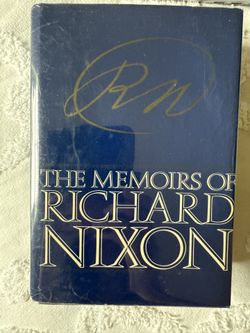 RN
THE MEMOIRS OF
RICHARD
NIXON